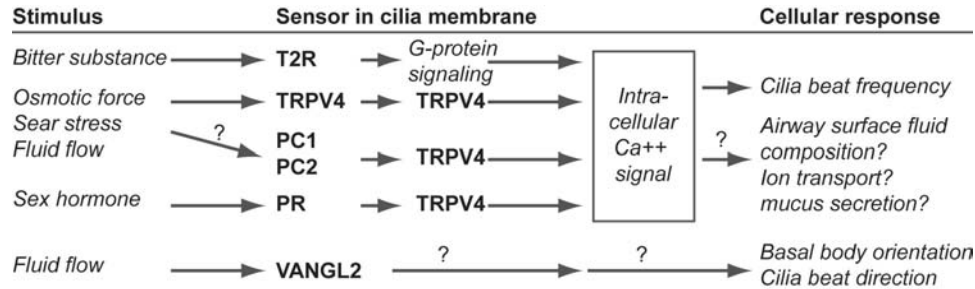 Stimulus Sensor in cilia membrane Cellular response
Bitter substance T2R G-protein
signaling
Osmotic force TRPV4 TRPV4
Sear stress ?
Fluid flow PC1
PC2 TRPV4
Sex hormone PR TRPV4
Intra-
cellular
Ca++
signal
Cilia beat frequency
? Airway surface fluid
composition?
Ion transport?
mucus secretion?
Fluid flow VANGL2 ? ? Basal body orientation
Cilia beat direction